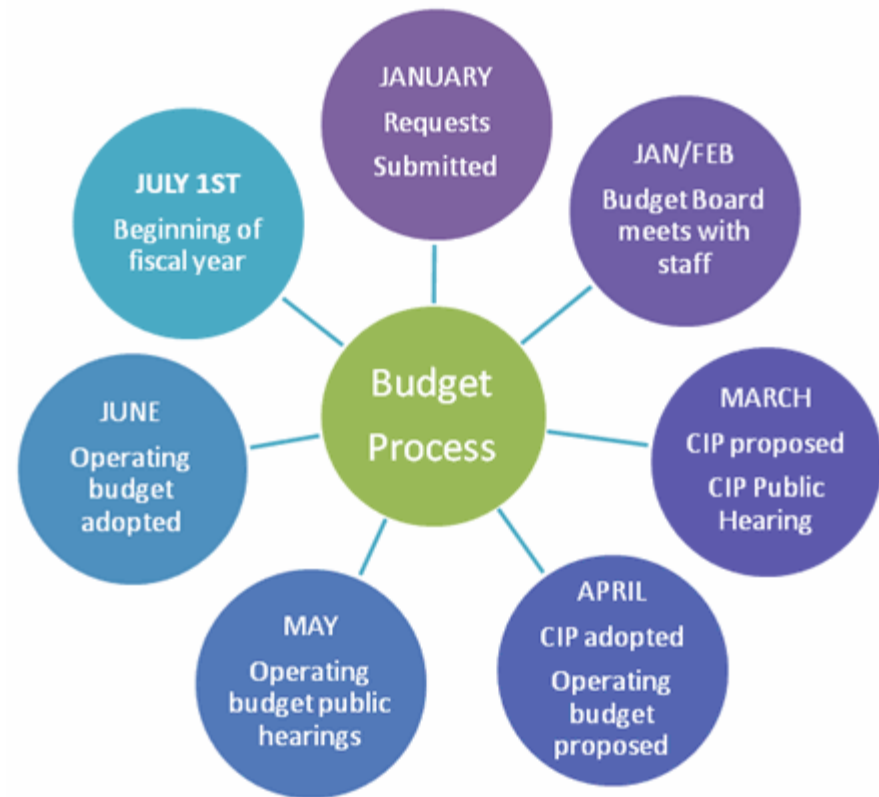 JANUARY
Requests
Submitted
JAN/FEB
Budget Board
meets with
staff
MARCH
CIP proposed
CIP Public
Hearing
APRIL
CIP adopted
Operating
budget
proposed
MAY
Operating
budget public
hearings
JUNE
Operating
budget
adopted
JULY 1ST
Beginning of
fiscal year
Budget
Process